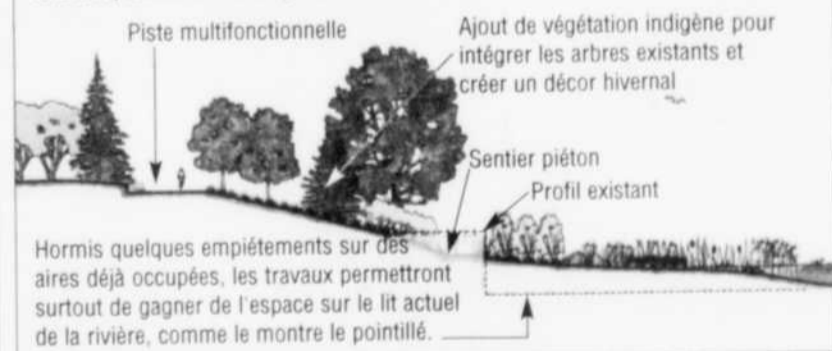 Piste multifonctionnelle
Ajout de végétation indigène pour
intégrer les arbres existants et
créer un décor hivernal
Sentier piéton
Profil existant
Hormis quelques empiétements sur des
aires déjà occupées, les travaux permettront
surtout de gagner de l'espace sur le lit actuel
de la rivière, comme le montre le pointillé.